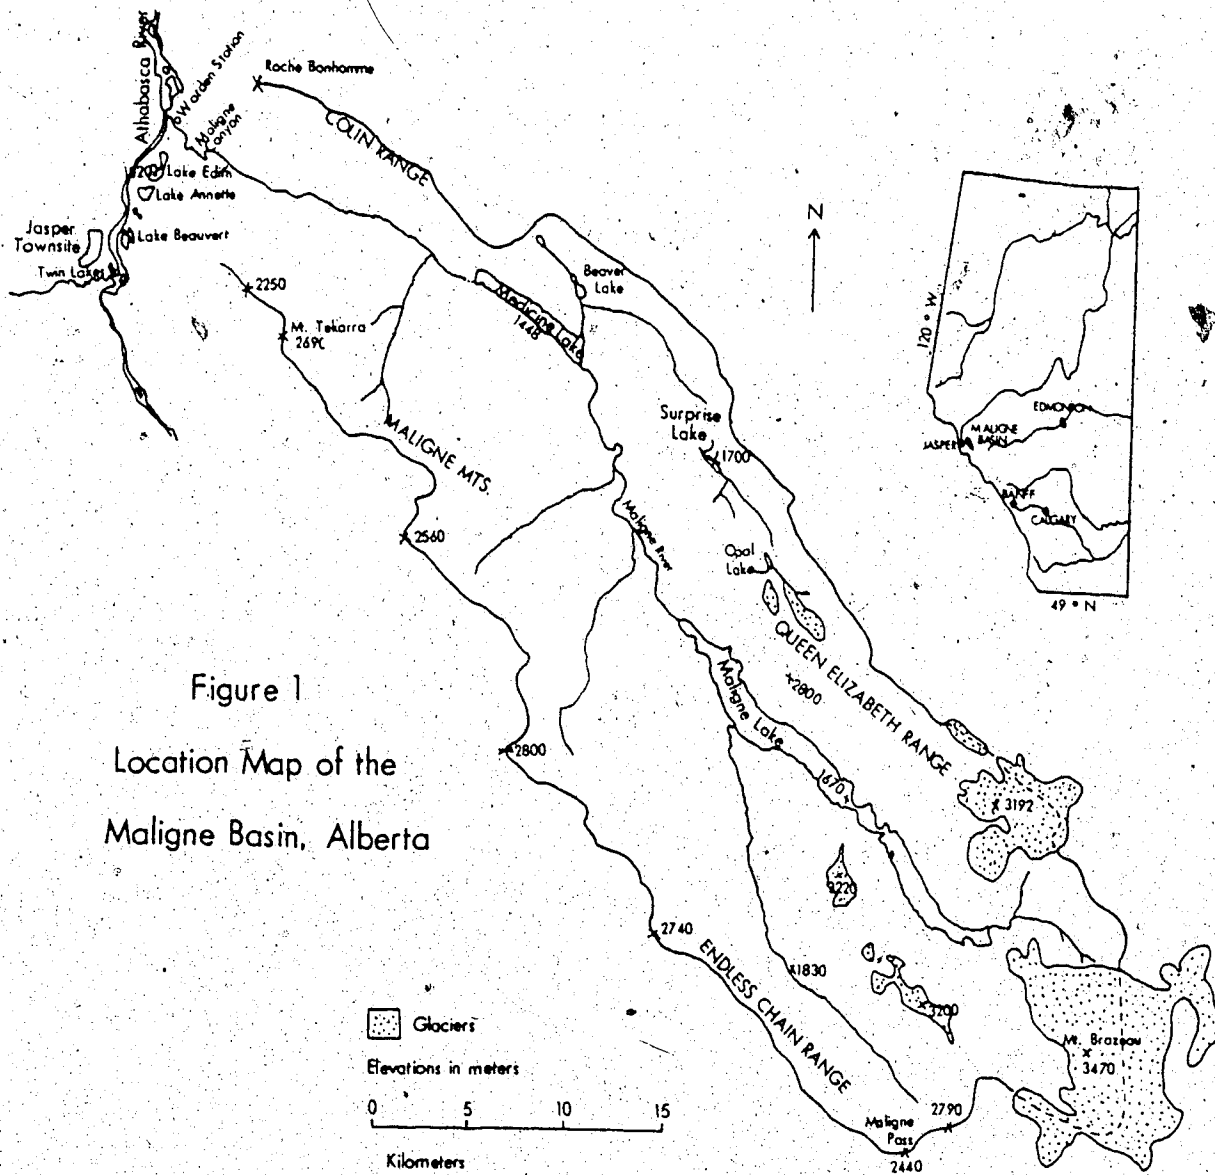 Athabasca River
Warden Station
Maligne
Canyon
Roche Bonhomme
COLIN RANGE
Lake Edith
Lake Annette
Jasper
Townsite
Lake Beauvert
Twin Lakes
2250
Mt. Tekarra
Beaver
Lake
Medicine Lake
1448
N
120 ° W
EDMONTON
MALIGNE
BASIN
JASPER
BANFF
CALGARY
49 ° N
Surprise
Lake
1700
MALIGNE MTS.
2560
Maligne River
Opal
Lake
QUEEN ELIZABETH RANGE
2800
Maligne Lake
1670
3192
Figure 1
Location Map of the
Maligne Basin, Alberta
2800
2740
ENDLESS CHAIN RANGE
1830
3200
Mt. Brazeau
3470
Glaciers
Elevations in meters
0 5 10 15
Kilometers
2790
Maligne
Pass
2440